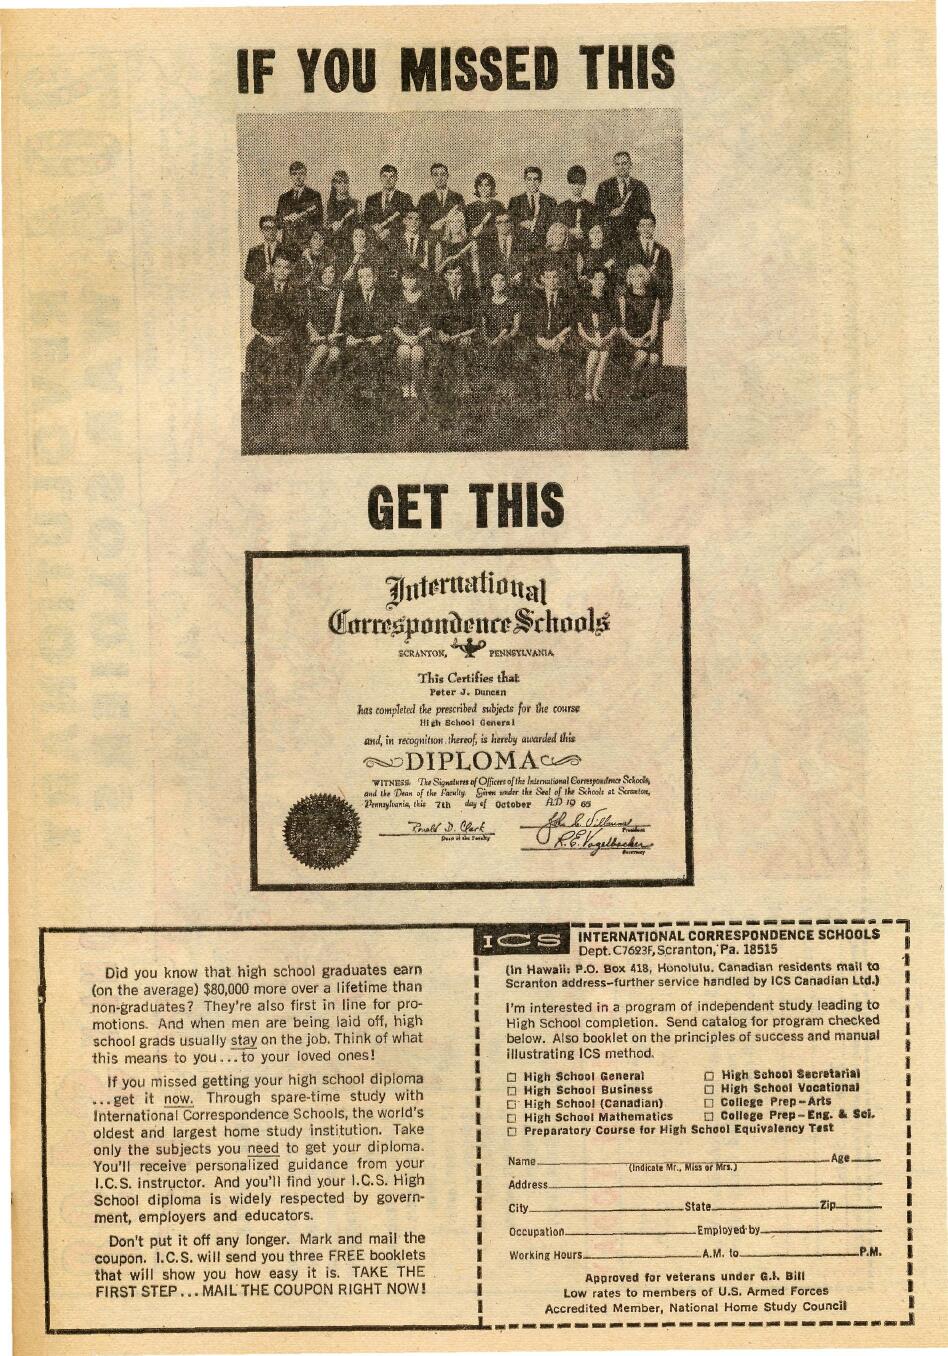 IF YOU MISSED THIS
GET THIS
International
Correspondence Schools
SCRANTON, PENNSYLVANIA
This Certifies that
Peter J. Duncan
has completed the prescribed subjects for the course
High School General
and, in recognition thereof, is hereby awarded this
DIPLOMA
WITNESS: The Signatures of Officers of the International Correspondence Schools,
and the Dean of the Faculty. Given under the Seal of the Schools at Scranton,
Pennsylvania, this 7th day of October A.D 19 65
Ronald D. Clark
Dean of the Faculty
President
R.E. Vogelbacher
Secretary
Did you know that high school graduates earn
(on the average) $80,000 more over a lifetime than
non-graduates? They're also first in line for pro-
motions. And when men are being laid off, high
school grads usually stay on the job. Think of what
this means to you...to your loved ones!
If you missed getting your high school diploma
...get it now. Through spare-time study with
International Correspondence Schools, the world's
oldest and largest home study institution. Take
only the subjects you need to get your diploma.
You'll receive personalized guidance from your
I.C.S. instructor. And you'll find your I.C.S. High
School diploma is widely respected by govern-
ment, employers and educators.
Don't put it off any longer. Mark and mail the
coupon. I.C.S. will send you three FREE booklets
that will show you how easy it is. TAKE THE
FIRST STEP...MAIL THE COUPON RIGHT NOW!
ICS INTERNATIONAL CORRESPONDENCE SCHOOLS
Dept. C7623F, Scranton, Pa. 18515
(In Hawaii: P.O. Box 418, Honolulu. Canadian residents mail to
Scranton address–further service handled by ICS Canadian Ltd.)
I'm interested in a program of independent study leading to
High School completion. Send catalog for program checked
below. Also booklet on the principles of success and manual
illustrating ICS method.
☐ High School General ☐ High School Secretarial
☐ High School Business ☐ High School Vocational
☐ High School (Canadian) ☐ College Prep–Arts
☐ High School Mathematics ☐ College Prep–Eng. & Sci.
☐ Preparatory Course for High School Equivalency Test
Name Age
(Indicate Mr., Miss or Mrs.)
Address
City State Zip
Occupation Employed by
Working Hours A.M. to P.M.
Approved for veterans under G.I. Bill
Low rates to members of U.S. Armed Forces
Accredited Member, National Home Study Council